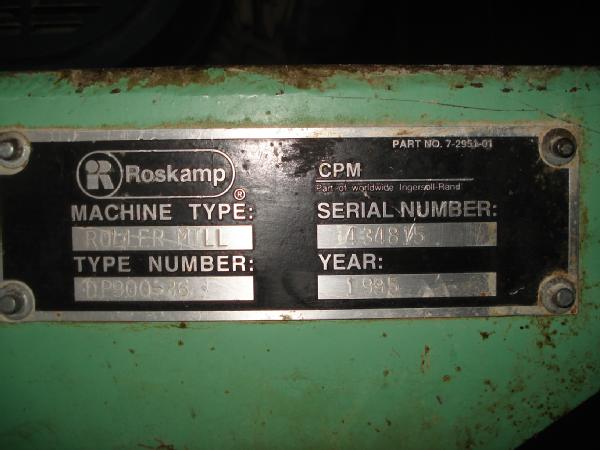 PART NO. 7-2951-01
R Roskamp ®
CPM
Part of worldwide Ingersoll-Rand
MACHINE TYPE:
ROLLER MILL
SERIAL NUMBER:
TYPE NUMBER:
YEAR:
1995